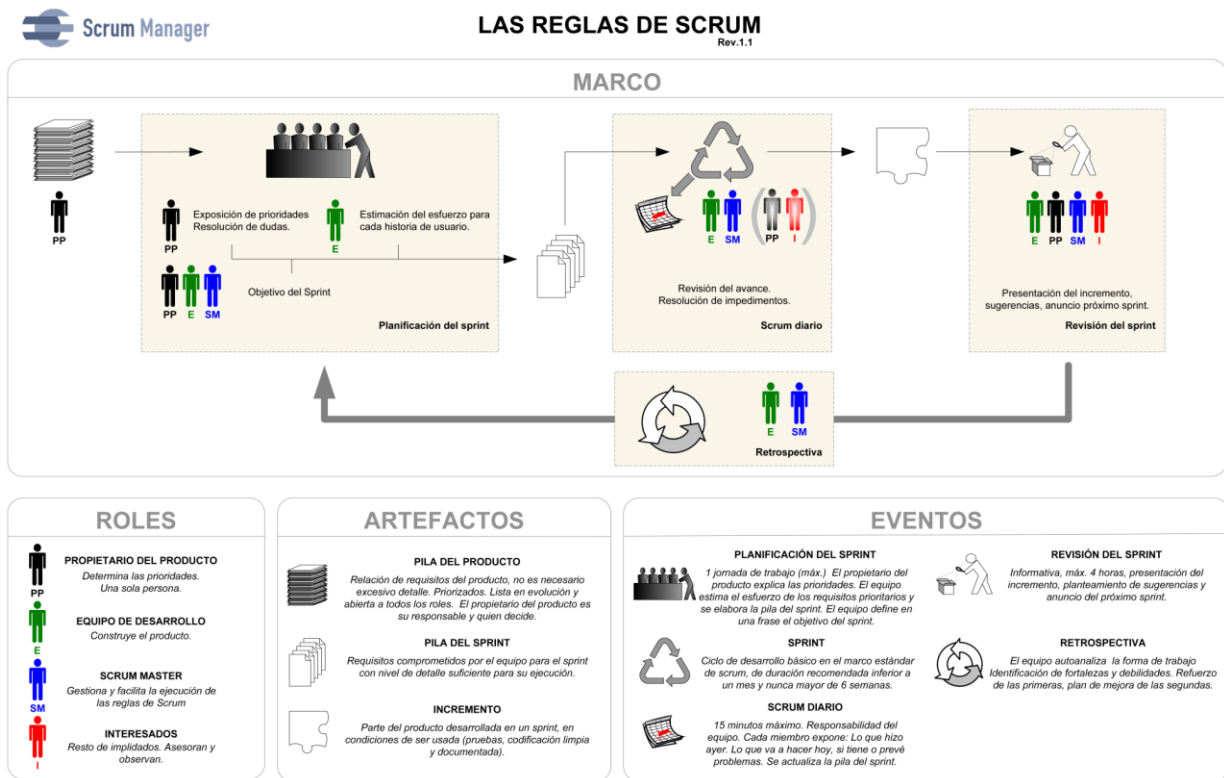 Scrum Manager
LAS REGLAS DE SCRUM
Rev.1.1
MARCO
PP
PP
Exposición de prioridades
Resolución de dudas.
E
Estimación del esfuerzo para
cada historia de usuario.
PP E SM
Objetivo del Sprint
Planificación del sprint
E SM ( PP I )
Revisión del avance.
Resolución de impedimentos.
Scrum diario
E PP SM I
Presentación del incremento,
sugerencias, anuncio próximo sprint.
Revisión del sprint
E SM
Retrospectiva
ROLES
PP
PROPIETARIO DEL PRODUCTO
Determina las prioridades.
Una sola persona.
E
EQUIPO DE DESARROLLO
Construye el producto.
SM
SCRUM MASTER
Gestiona y facilita la ejecución de
las reglas de Scrum
I
INTERESADOS
Resto de implidados. Asesoran y
observan.
ARTEFACTOS
PILA DEL PRODUCTO
Relación de requisitos del producto, no es necesario
excesivo detalle. Priorizados. Lista en evolución y
abierta a todos los roles. El propietario del producto es
su responsable y quien decide.
PILA DEL SPRINT
Requisitos comprometidos por el equipo para el sprint
con nivel de detalle suficiente para su ejecución.
INCREMENTO
Parte del producto desarrollada en un sprint, en
condiciones de ser usada (pruebas, codificación limpia
y documentada).
EVENTOS
PLANIFICACIÓN DEL SPRINT
1 jornada de trabajo (máx.) El propietario del
producto explica las prioridades. El equipo
estima el esfuerzo de los requisitos prioritarios y
se elabora la pila del sprint. El equipo define en
una frase el objetivo del sprint.
SPRINT
Ciclo de desarrollo básico en el marco estándar
de scrum, de duración recomendada inferior a
un mes y nunca mayor de 6 semanas.
SCRUM DIARIO
15 minutos máximo. Responsabilidad del
equipo. Cada miembro expone: Lo que hizo
ayer. Lo que va a hacer hoy, si tiene o prevé
problemas. Se actualiza la pila del sprint.
REVISIÓN DEL SPRINT
Informativa, máx. 4 horas, presentación del
incremento, planteamiento de sugerencias y
anuncio del próximo sprint.
RETROSPECTIVA
El equipo autoanaliza la forma de trabajo
Identificación de fortalezas y debilidades. Refuerzo
de las primeras, plan de mejora de las segundas.